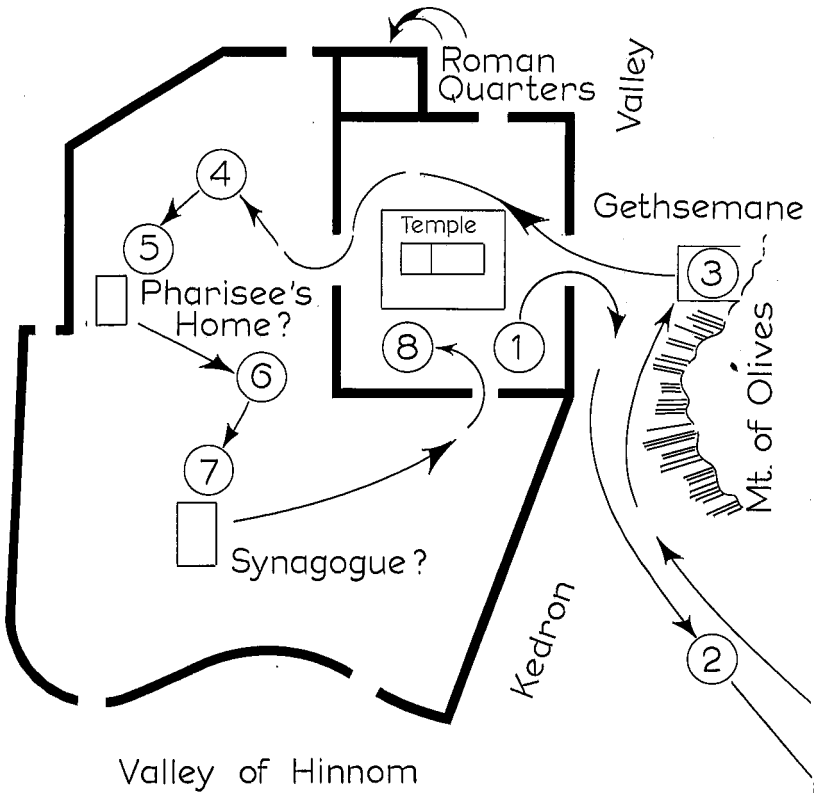 Roman
Quarters
Valley
4
Gethsemane
Temple
5
3
Pharisee's
Home?
8
1
6
Mt. of Olives
7
Synagogue?
Kedron
2
Valley of Hinnom